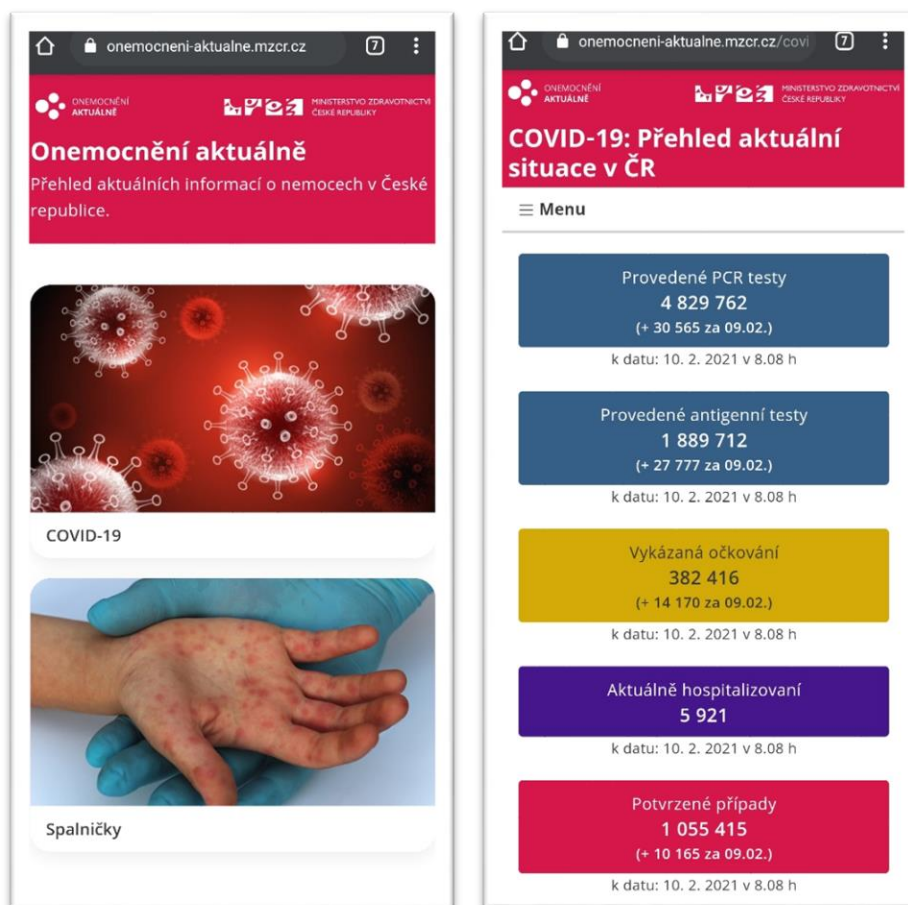 onemocneni-aktualne.mzcr.cz
7
ONEMOCNĚNÍ
AKTUÁLNĚ
MINISTERSTVO ZDRAVOTNICTVÍ
ČESKÉ REPUBLIKY
Onemocnění aktuálně
Přehled aktuálních informací o nemocech v České
republice.
COVID-19
Spalničky
onemocneni-aktualne.mzcr.cz/covi
7
ONEMOCNĚNÍ
AKTUÁLNĚ
MINISTERSTVO ZDRAVOTNICTVÍ
ČESKÉ REPUBLIKY
COVID-19: Přehled aktuální
situace v ČR
Menu
Provedené PCR testy
4 829 762
(+ 30 565 za 09.02.)
k datu: 10. 2. 2021 v 8.08 h
Provedené antigenní testy
1 889 712
(+ 27 777 za 09.02.)
k datu: 10. 2. 2021 v 8.08 h
Vykázaná očkování
382 416
(+ 14 170 za 09.02.)
k datu: 10. 2. 2021 v 8.08 h
Aktuálně hospitalizovaní
5 921
k datu: 10. 2. 2021 v 8.08 h
Potvrzené případy
1 055 415
(+ 10 165 za 09.02.)
k datu: 10. 2. 2021 v 8.08 h